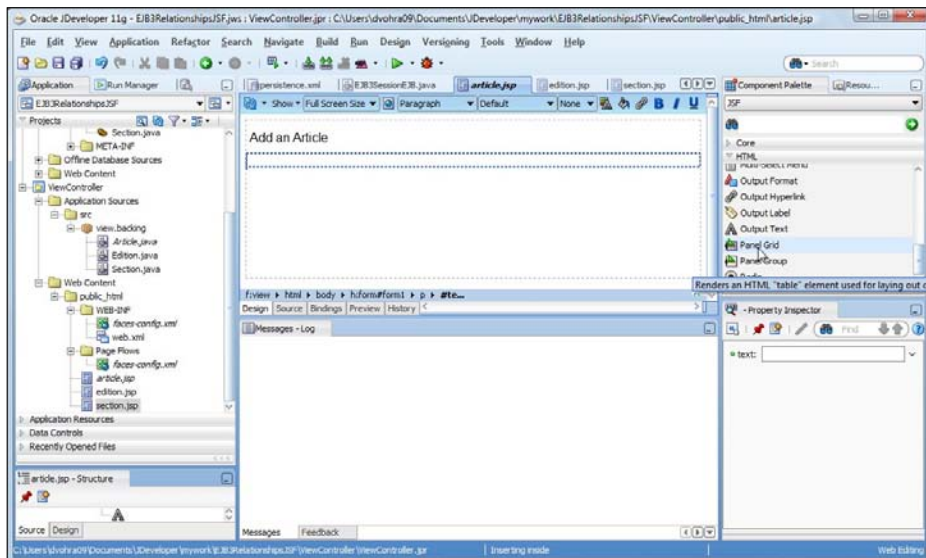 Oracle JDeveloper 11g - EJB3RelationshipsJSF.jws : ViewController.jpr : C:\Users\dvohra09\Documents\JDeveloper\mywork\EJB3RelationshipsJSF\ViewController\public_html\article.jsp
File Edit View Application Refactor Search Navigate Build Run Design Versioning Tools Window Help
Search
Application Run Manager
persistence.xml EJB3SessionEJB.java article.jsp edition.jsp section.jsp
Component Palette Resou...
EJB3RelationshipsJSF
Show Full Screen Size Paragraph Default None B I U
JSF
Projects
Section.java
META-INF
Offline Database Sources
Web Content
ViewController
Application Sources
src
view.backing
Article.java
Edition.java
Section.java
Web Content
public_html
WEB-INF
faces-config.xml
web.xml
Page Flows
faces-config.xml
article.jsp
edition.jsp
section.jsp
Application Resources
Data Controls
Recently Opened Files
article.jsp - Structure
Source Design
Add an Article
f:view html body h:form#form1 p #te...
Design Source Bindings Preview History
Messages - Log
Messages Feedback
Core
HTML
Multi-Select Menu
Output Format
Output Hyperlink
Output Label
Output Text
Panel Grid
Panel Group
Radio
Renders an HTML "table" element used for laying out o
- Property Inspector
Find
text:
C:\Users\dvohra09\Documents\JDeveloper\mywork\EJB3RelationshipsJSF\ViewController\ViewController.jpr Inserting inside Web Editing